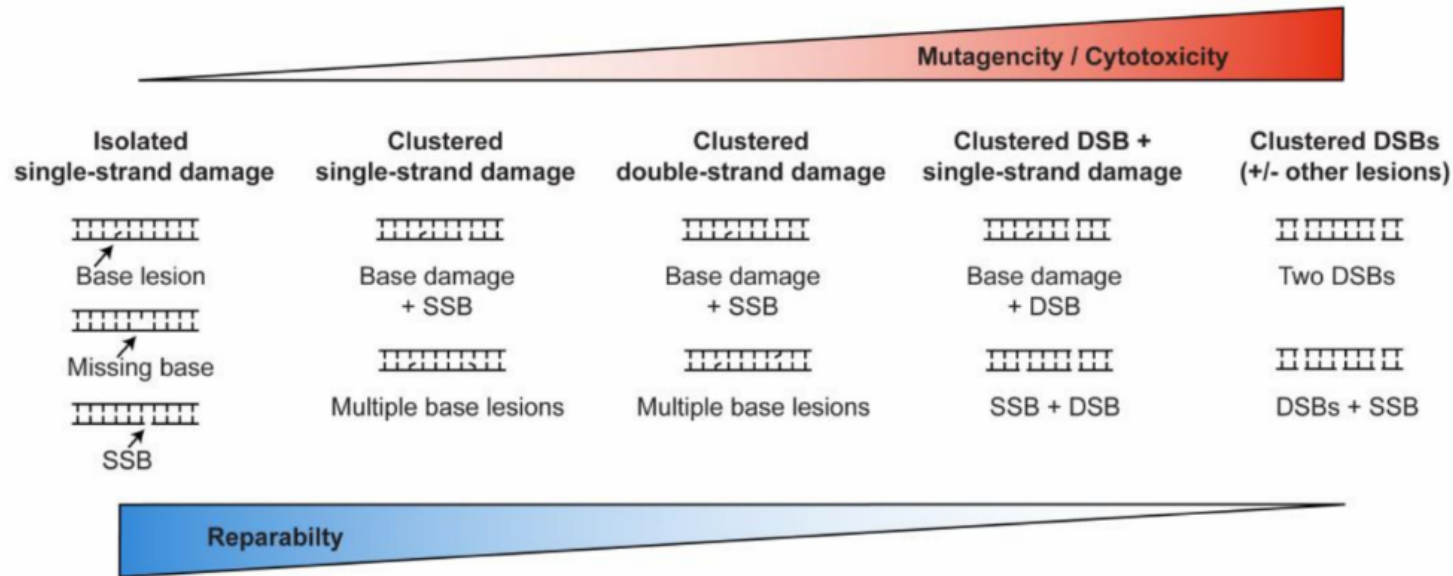 Mutagencity / Cytotoxicity
Isolated
single-strand damage
Clustered
single-strand damage
Clustered
double-strand damage
Clustered DSB +
single-strand damage
Clustered DSBs
(+/- other lesions)
Base lesion
Missing base
SSB
Base damage
+ SSB
Multiple base lesions
Base damage
+ SSB
Multiple base lesions
Base damage
+ DSB
SSB + DSB
Two DSBs
DSBs + SSB
Reparabilty